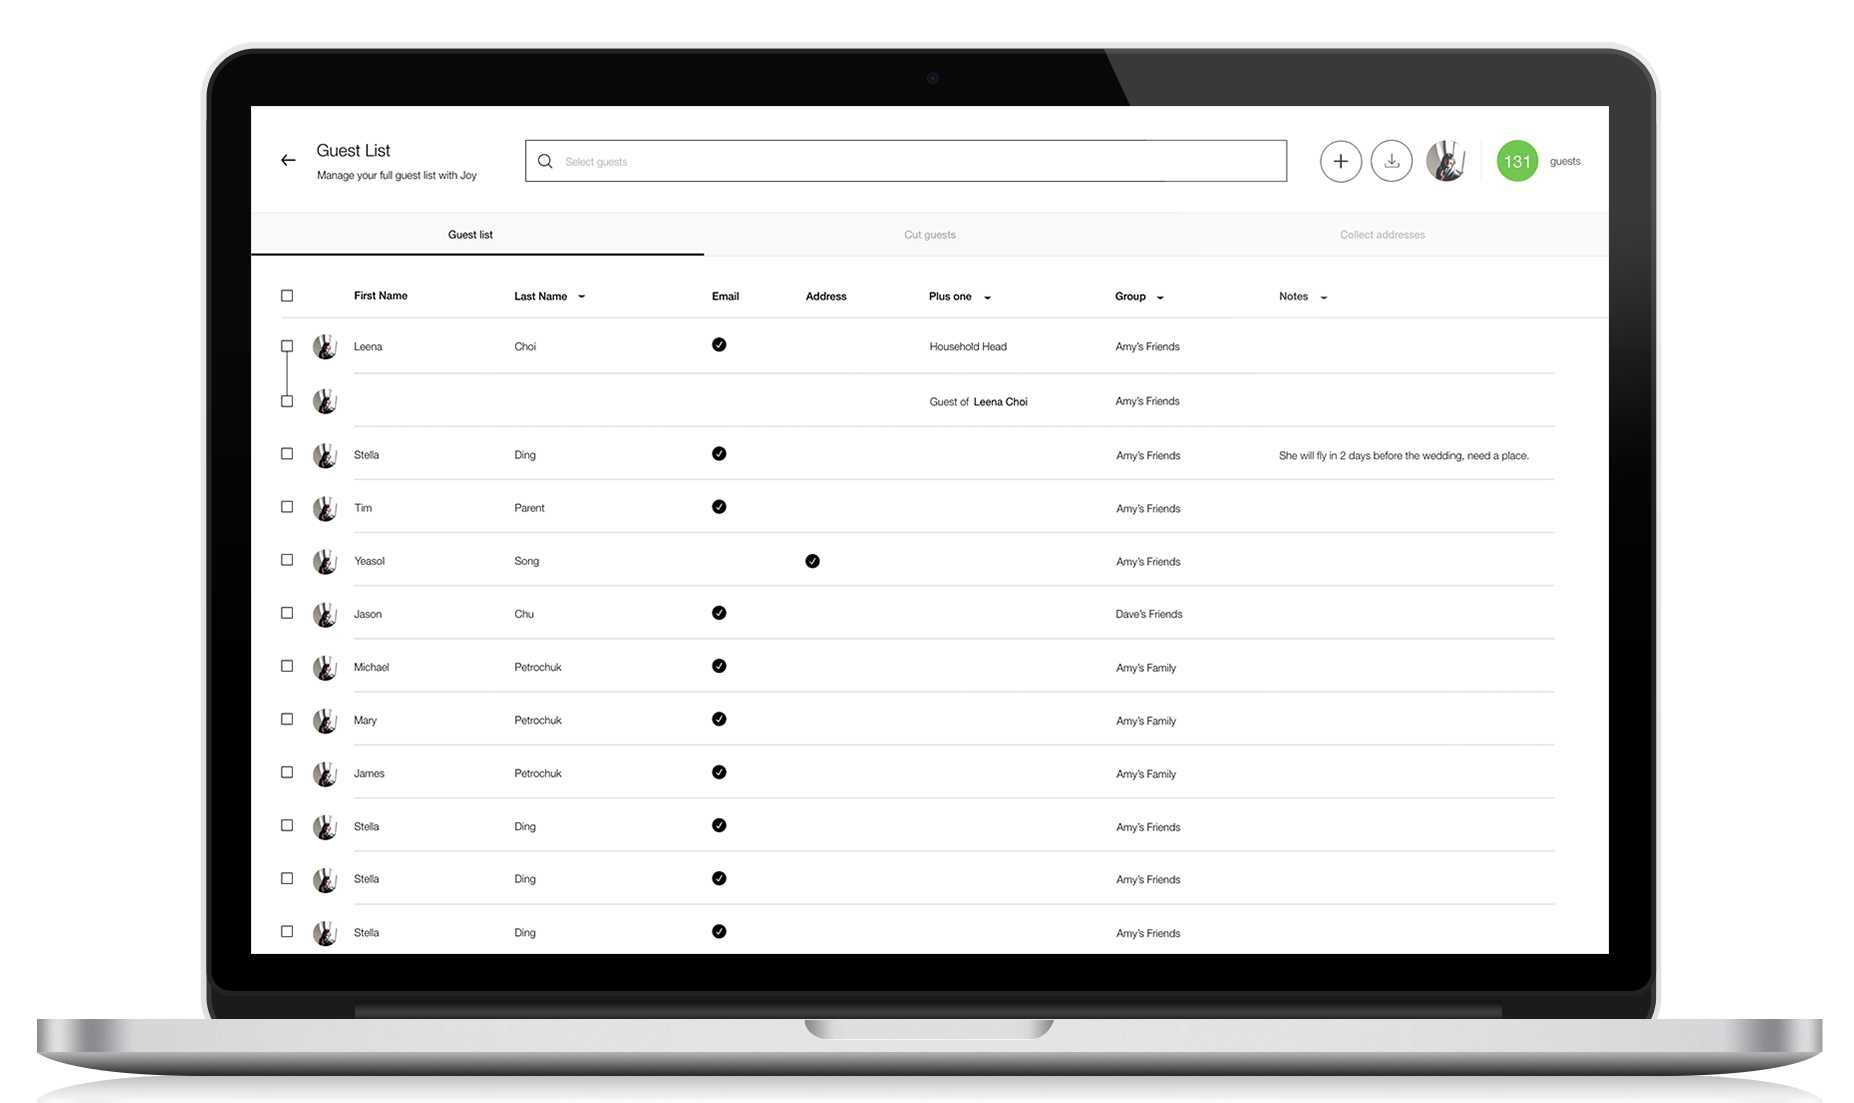 Guest List
Manage your full guest list with Joy
Select guests
131 guests
Guest list Cut guests Collect addresses
First Name Last Name Email Address Plus one Group Notes
Leena Choi Household Head Amy's Friends
Guest of Leena Choi Amy's Friends
Stella Ding Amy's Friends She will fly in 2 days before the wedding, need a place.
Tim Parent Amy's Friends
Yeasol Song Amy's Friends
Jason Chu Dave's Friends
Michael Petrochuk Amy's Family
Mary Petrochuk Amy's Family
James Petrochuk Amy's Family
Stella Ding Amy's Friends
Stella Ding Amy's Friends
Stella Ding Amy's Friends